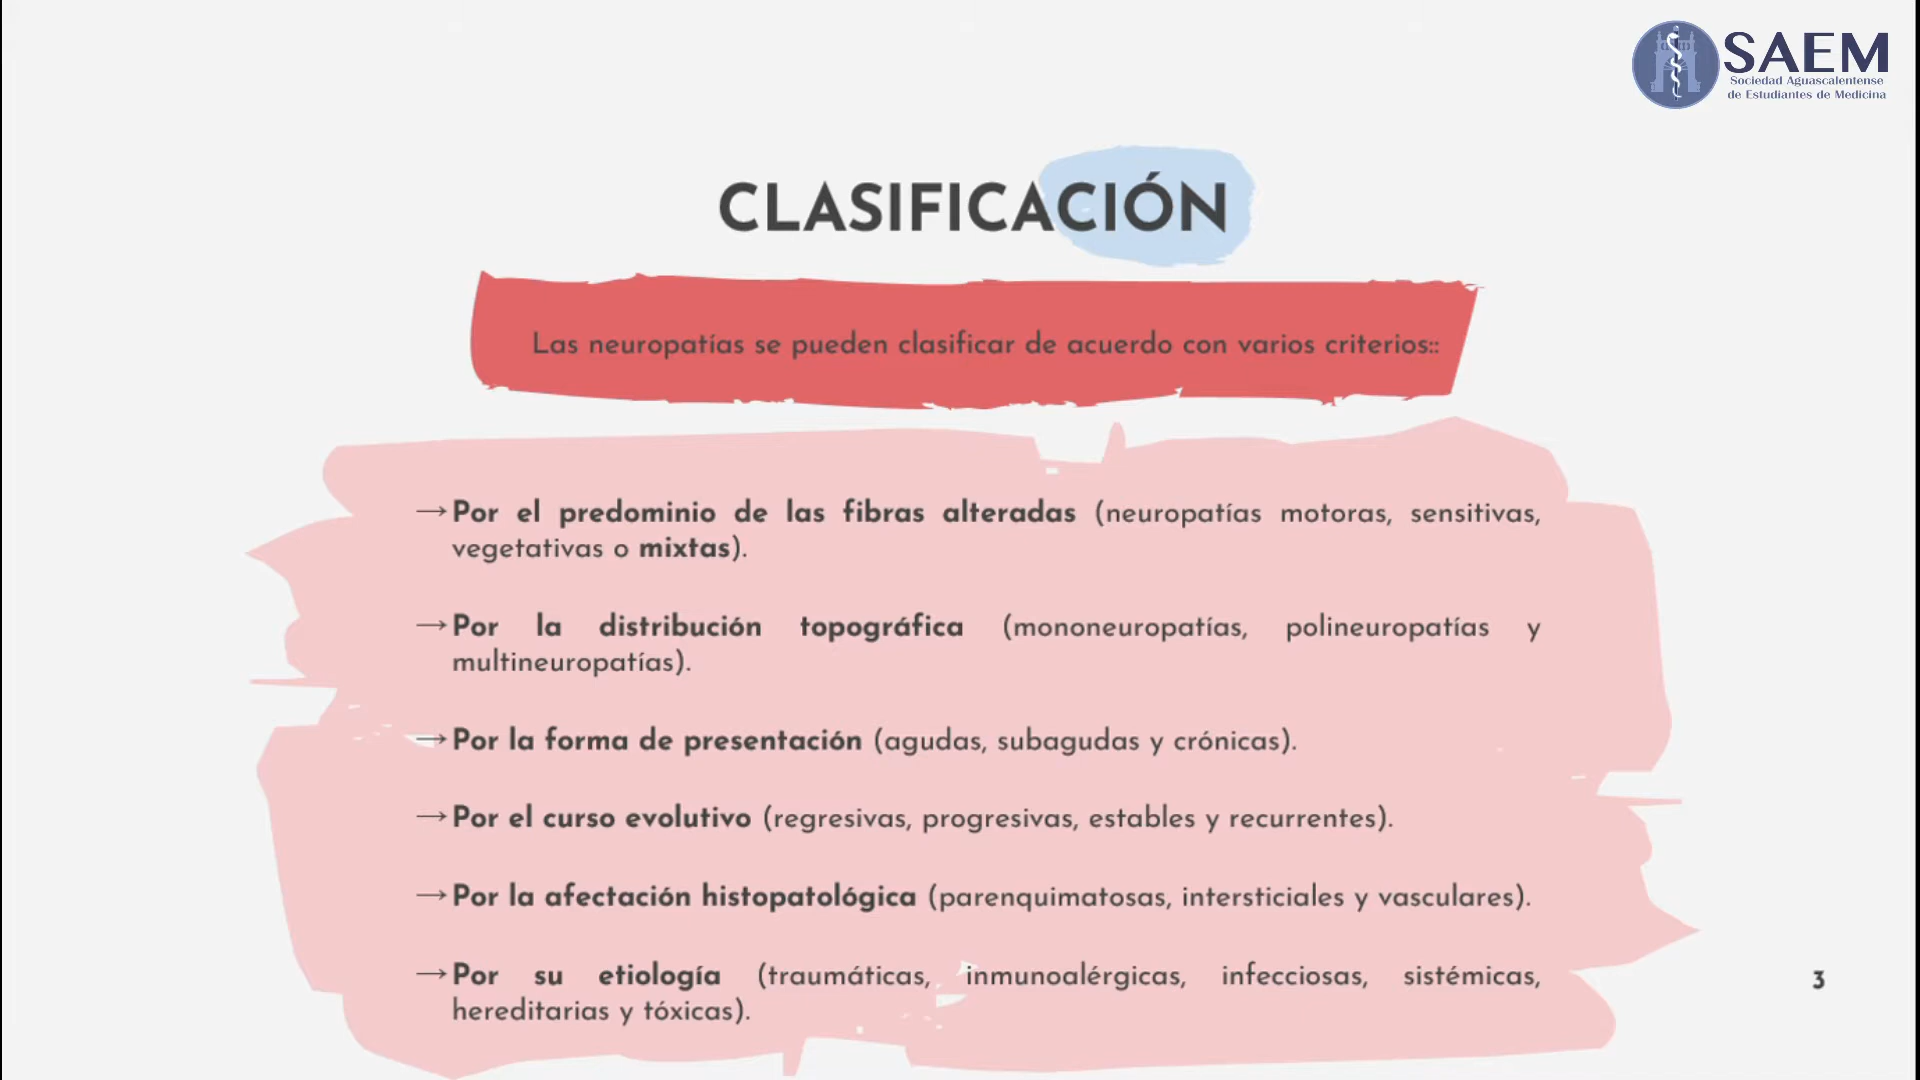 SAEM
Sociedad Aguascalentense
de Estudiantes de Medicina
CLASIFICACIÓN
Las neuropatías se pueden clasificar de acuerdo con varios criterios::
→Por el predominio de las fibras alteradas (neuropatías motoras, sensitivas,
vegetativas o mixtas).
→Por la distribución topográfica (mononeuropatías, polineuropatías y
multineuropatías).
→Por la forma de presentación (agudas, subagudas y crónicas).
→Por el curso evolutivo (regresivas, progresivas, estables y recurrentes).
→Por la afectación histopatológica (parenquimatosas, intersticiales y vasculares).
→Por su etiología (traumáticas, inmunoalérgicas, infecciosas, sistémicas,
hereditarias y tóxicas).
3